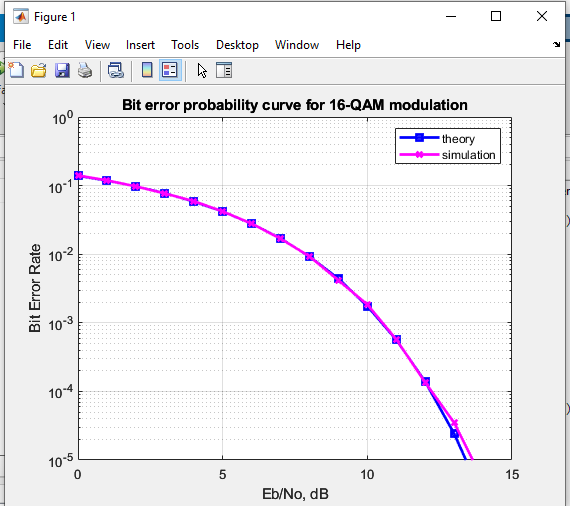 Figure 1
File Edit View Insert Tools Desktop Window Help
Bit error probability curve for 16-QAM modulation
10^0
theory
simulation
10^-1
10^-2
Bit Error Rate
10^-3
10^-4
10^-5
0 5 10 15
Eb/No, dB